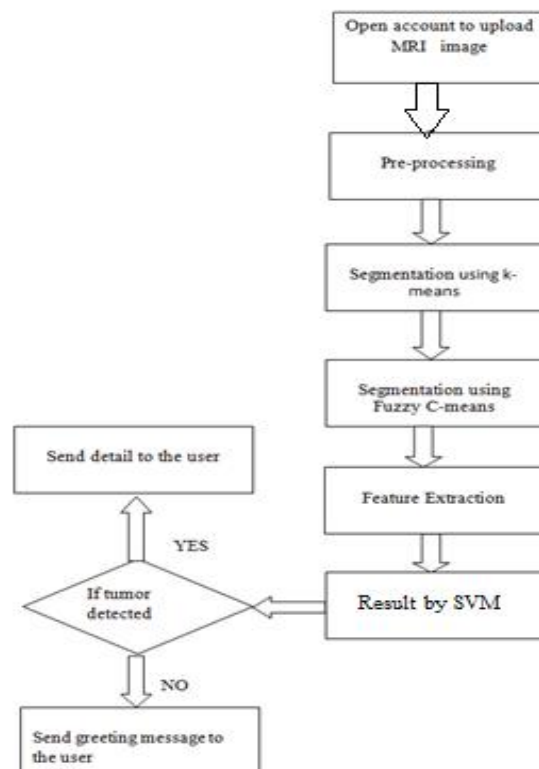 Open account to upload
MRI image
Pre-processing
Segmentation using k-
means
Segmentation using
Fuzzy C-means
Feature Extraction
Result by SVM
If tumor
detected
YES
Send detail to the user
NO
Send greeting message to
the user